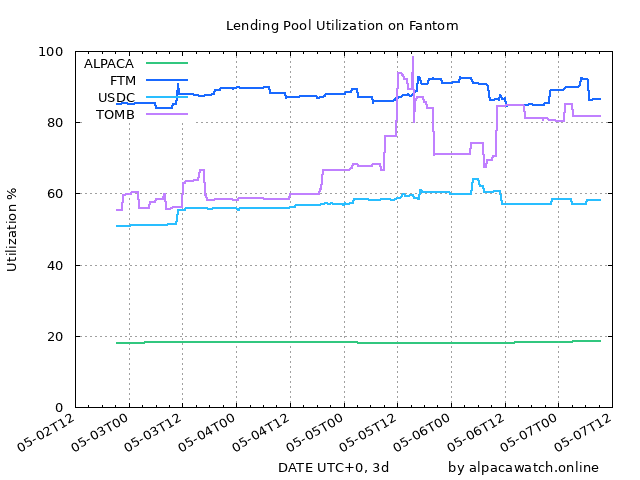 Lending Pool Utilization on Fantom
Utilization %
100
80
60
40
20
0
ALPACA
FTM
USDC
TOMB
05-02T12
05-03T00
05-03T12
05-04T00
05-04T12
05-05T00
05-05T12
05-06T00
05-06T12
05-07T00
05-07T12
DATE UTC+0, 3d
by alpacawatch.online